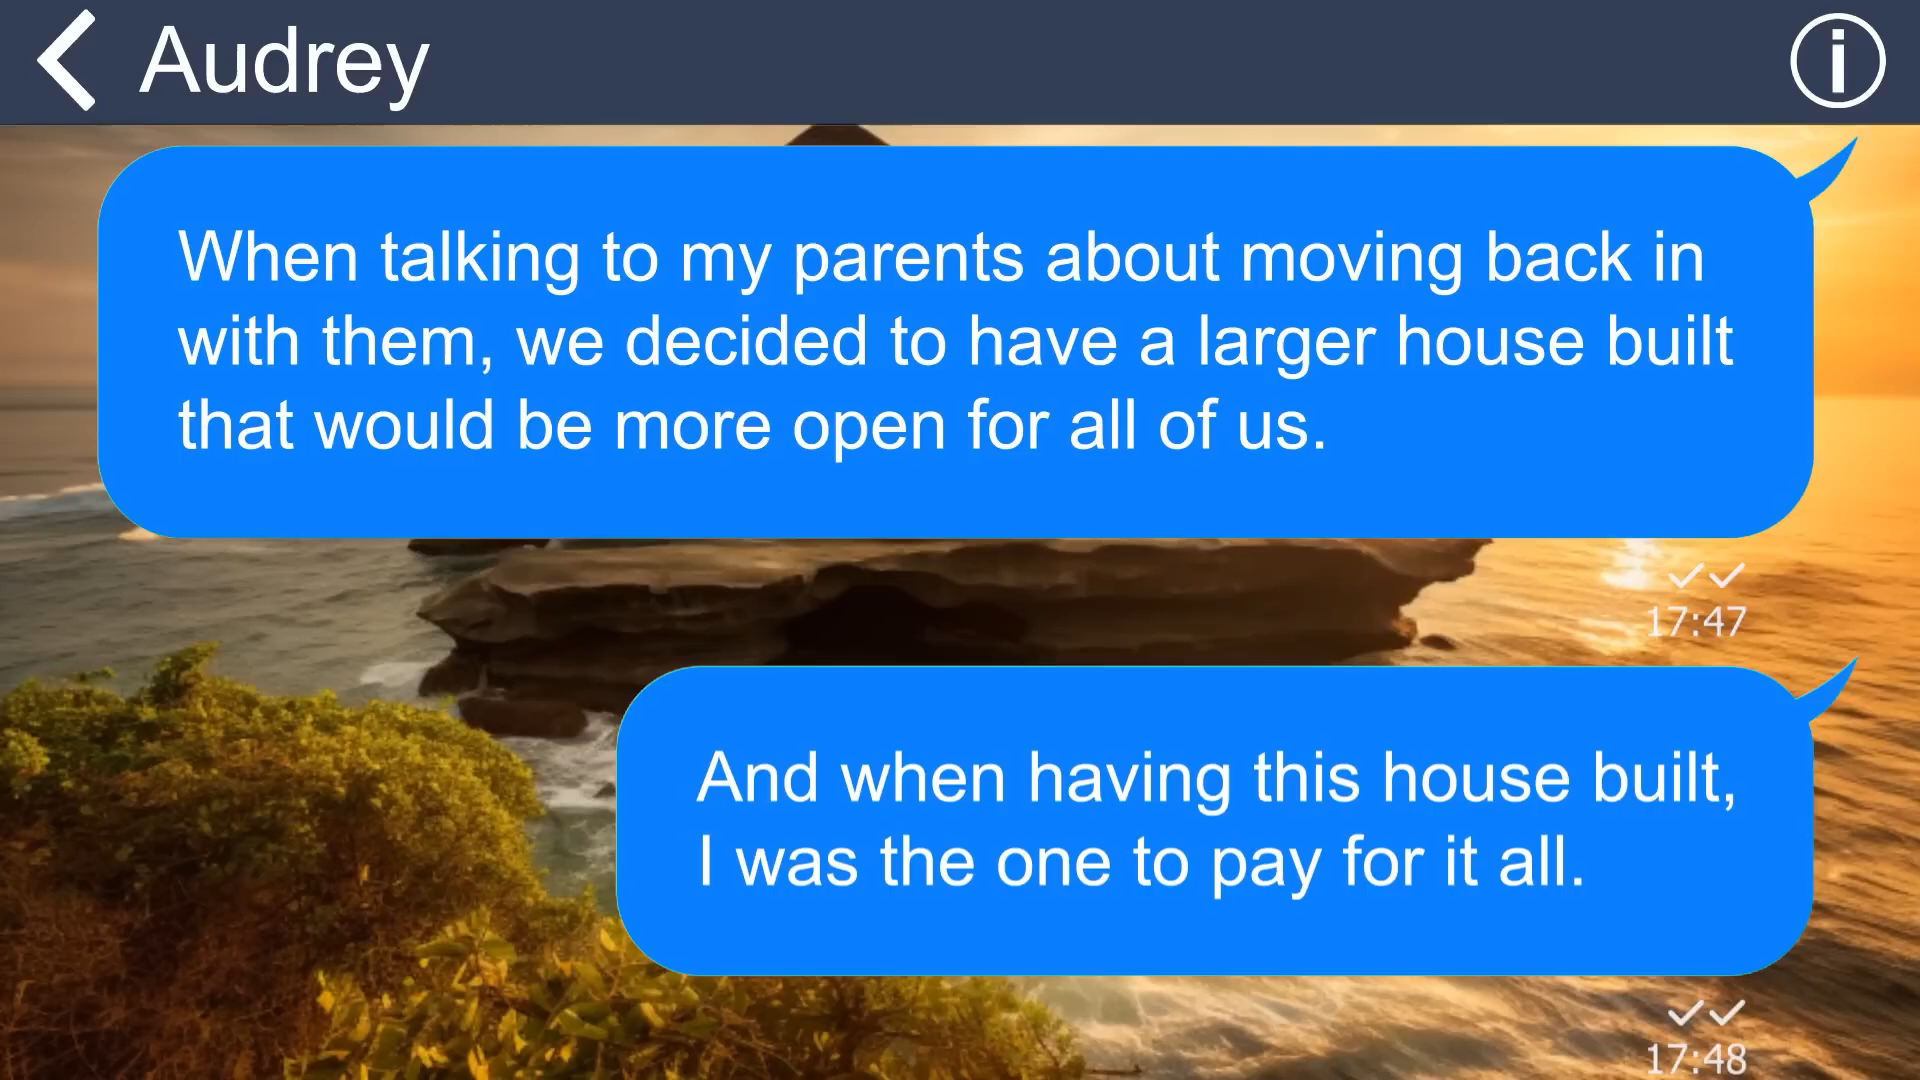 Audrey
When talking to my parents about moving back in
with them, we decided to have a larger house built
that would be more open for all of us.
17:47
And when having this house built,
I was the one to pay for it all.
17:48